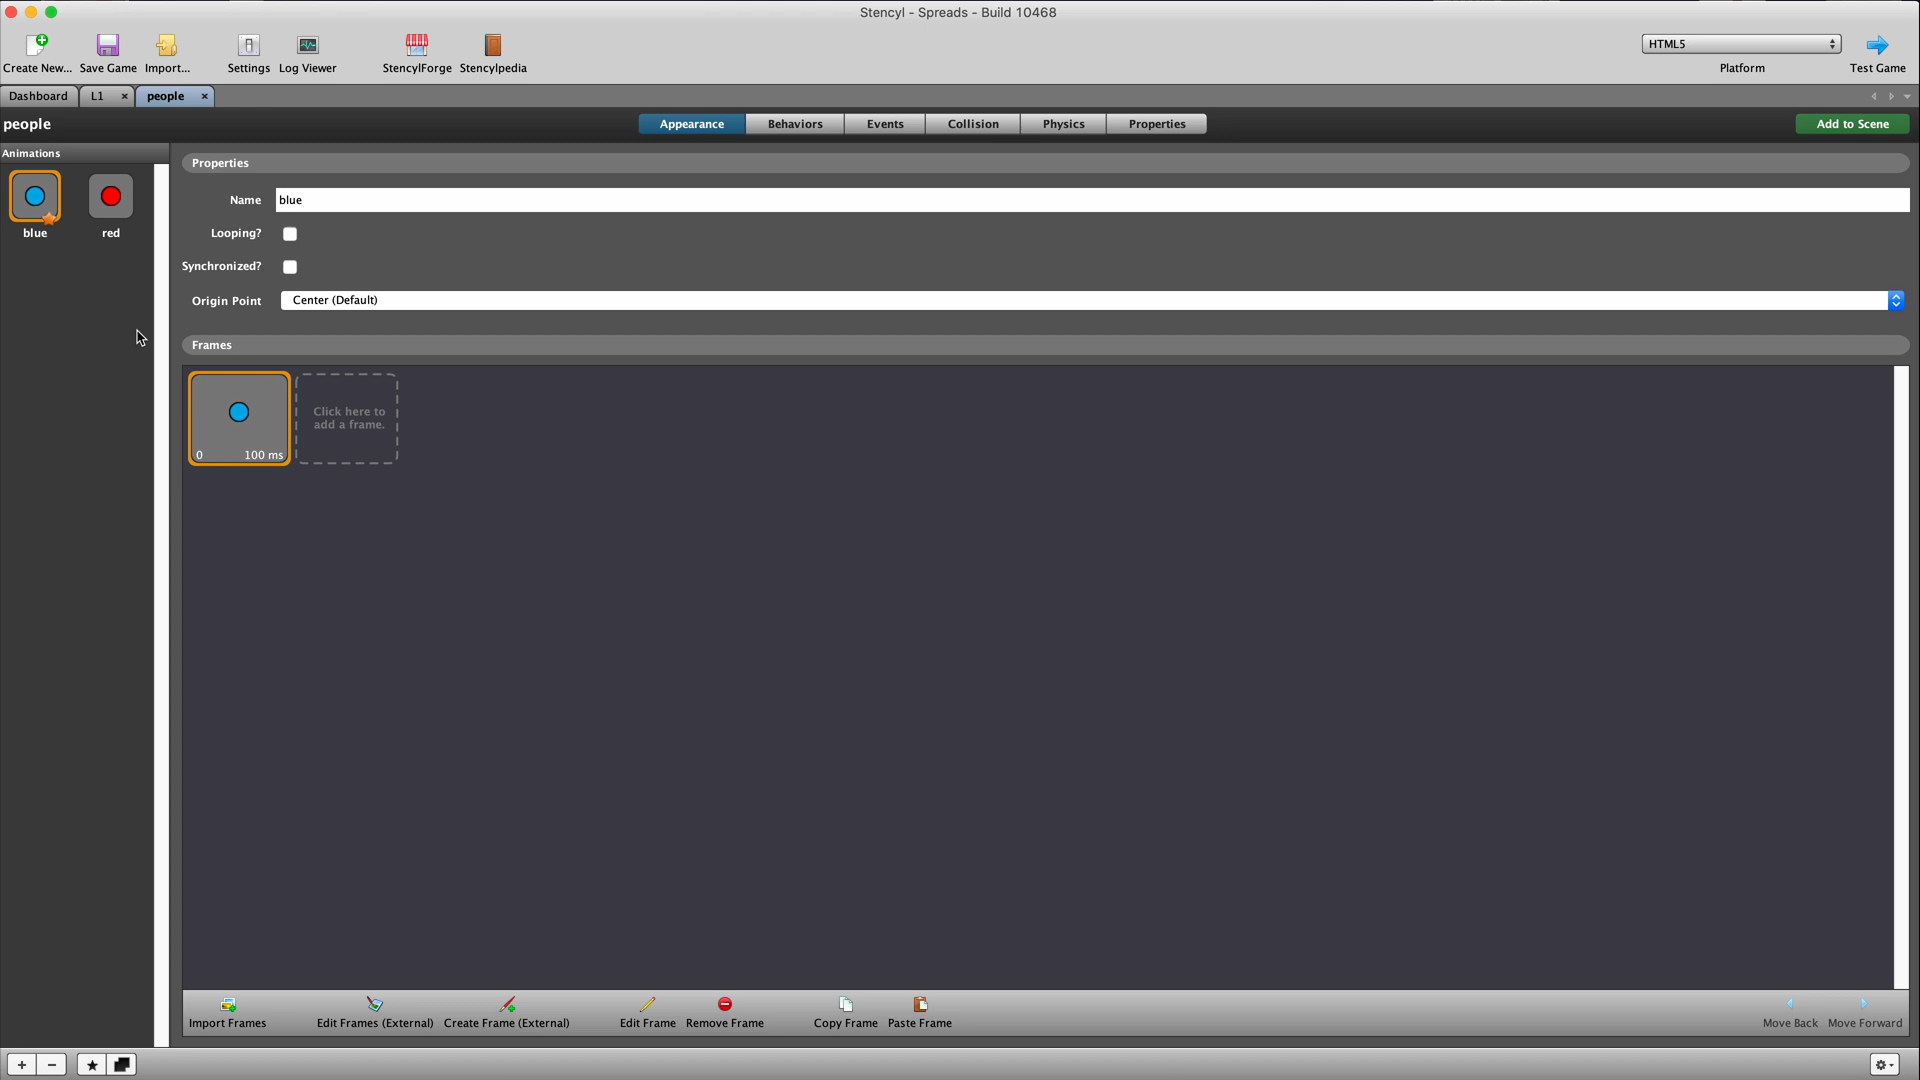 Stencyl - Spreads - Build 10468
Create New... Save Game Import... Settings Log Viewer StencylForge Stencylpedia
HTML5
Platform Test Game
Dashboard L1 people
people Appearance Behaviors Events Collision Physics Properties Add to Scene
Animations
blue red
Properties
Name blue
Looping?
Synchronized?
Origin Point Center (Default)
Frames
Click here to
add a frame.
0 100 ms
Import Frames Edit Frames (External) Create Frame (External) Edit Frame Remove Frame Copy Frame Paste Frame Move Back Move Forward